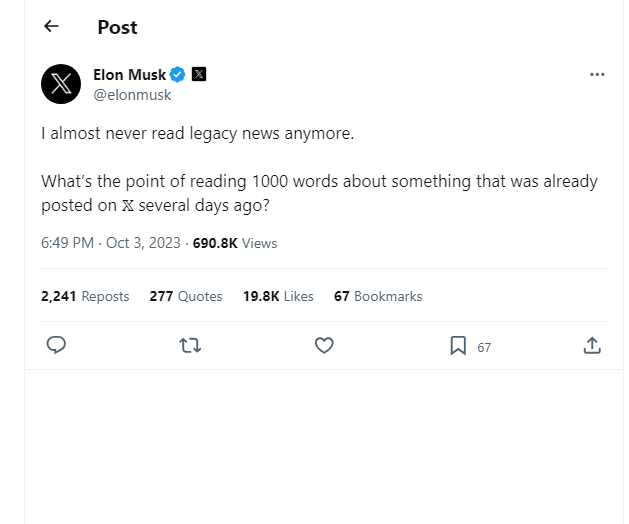 Post
Elon Musk
@elonmusk
I almost never read legacy news anymore.
What’s the point of reading 1000 words about something that was already
posted on 𝕏 several days ago?
6:49 PM · Oct 3, 2023 · 690.8K Views
2,241 Reposts 277 Quotes 19.8K Likes 67 Bookmarks
67